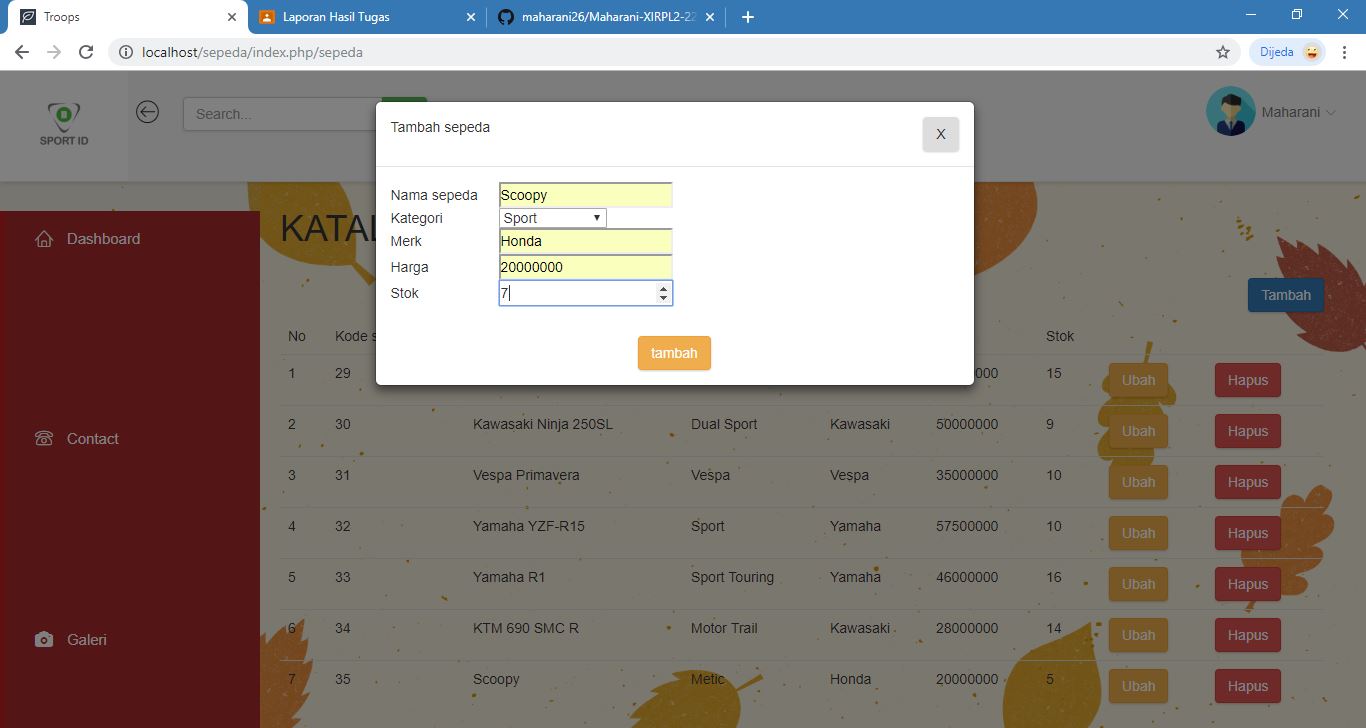 Troops
Laporan Hasil Tugas
maharani26/Maharani-XIRPL2-22
localhost/sepeda/index.php/sepeda
Dijeda
SPORT ID
Search...
Maharani
Tambah sepeda
X
Nama sepeda Scoopy
Kategori Sport
Merk Honda
Harga 20000000
Stok 7
tambah
Dashboard
Contact
Galeri
KATAL
Tambah
No Kode s Stok
1 29 000 15 Ubah Hapus
2 30 Kawasaki Ninja 250SL Dual Sport Kawasaki 50000000 9 Ubah Hapus
3 31 Vespa Primavera Vespa Vespa 35000000 10 Ubah Hapus
4 32 Yamaha YZF-R15 Sport Yamaha 57500000 10 Ubah Hapus
5 33 Yamaha R1 Sport Touring Yamaha 46000000 16 Ubah Hapus
6 34 KTM 690 SMC R Motor Trail Kawasaki 28000000 14 Ubah Hapus
7 35 Scoopy Metic Honda 20000000 5 Ubah Hapus